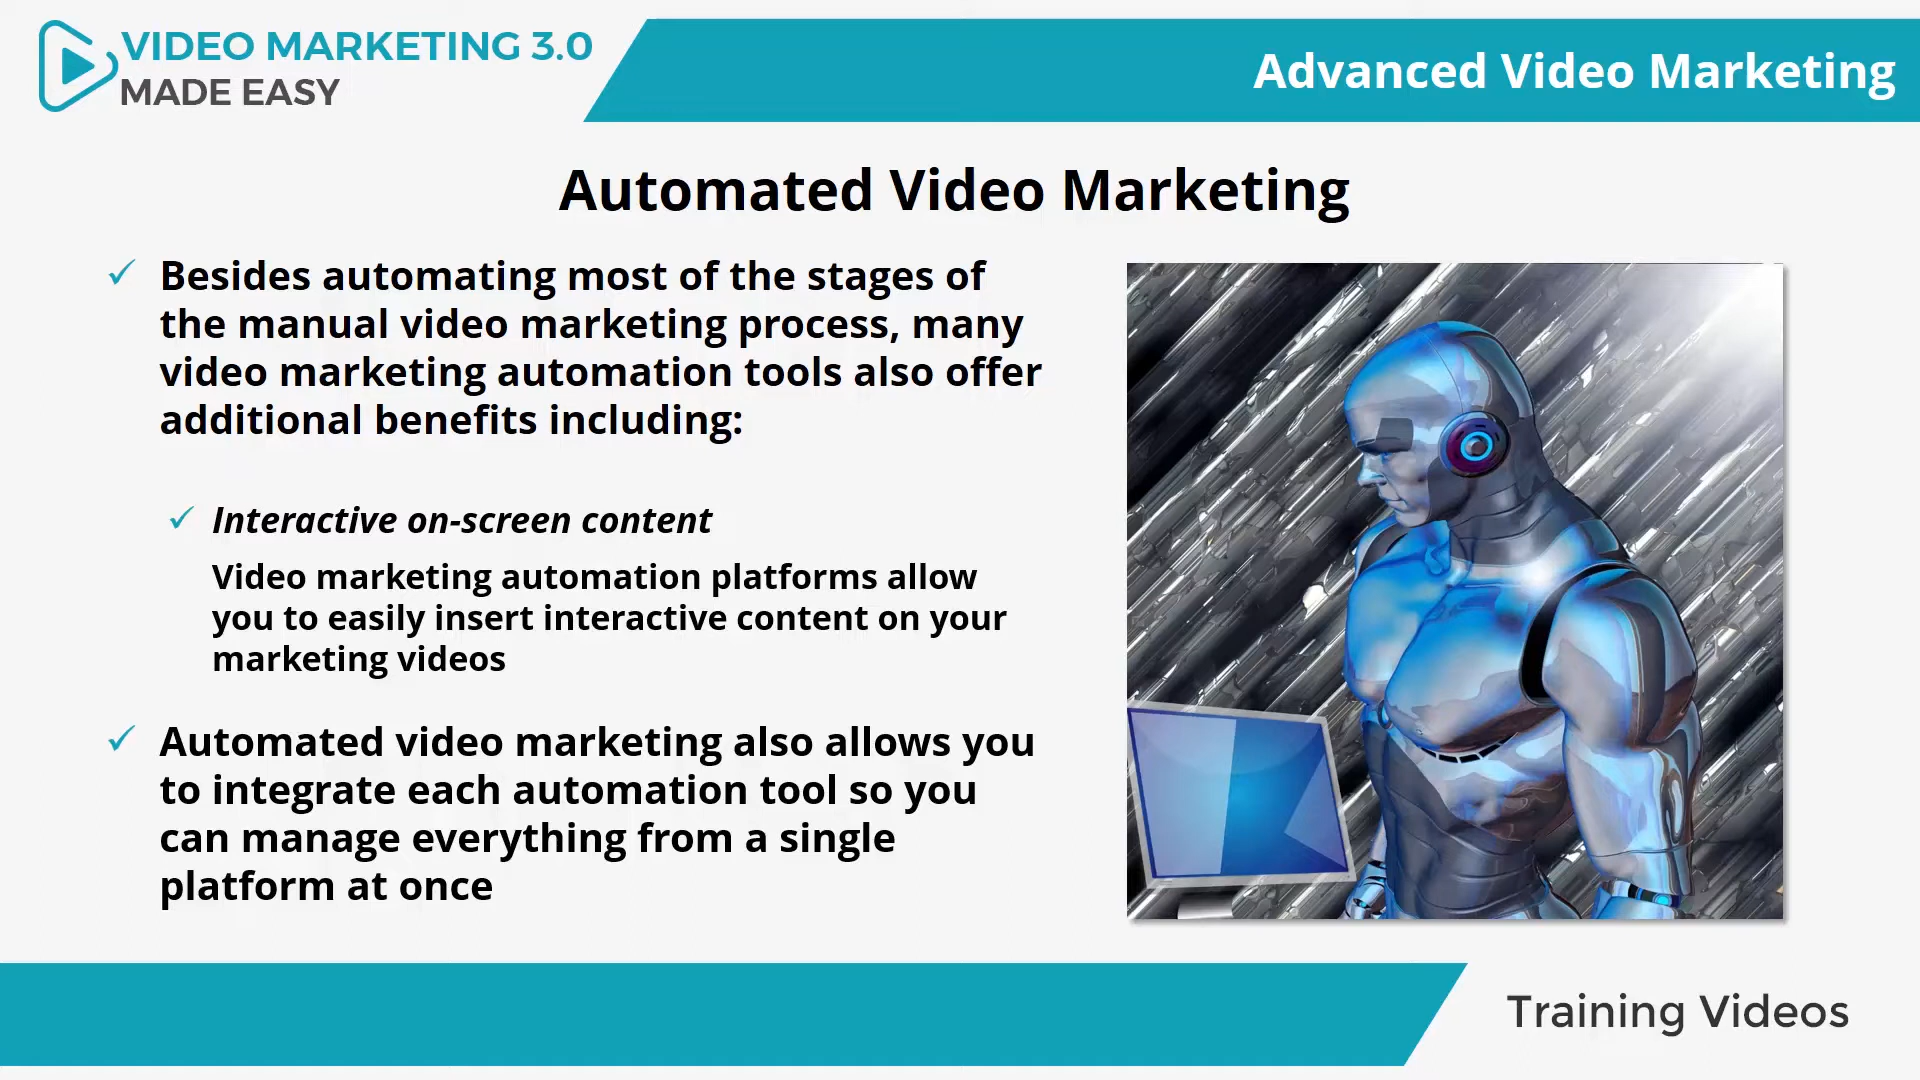 VIDEO MARKETING 3.0
MADE EASY
Advanced Video Marketing
Automated Video Marketing
Besides automating most of the stages of
the manual video marketing process, many
video marketing automation tools also offer
additional benefits including:
Interactive on-screen content
Video marketing automation platforms allow
you to easily insert interactive content on your
marketing videos
Automated video marketing also allows you
to integrate each automation tool so you
can manage everything from a single
platform at once
Training Videos